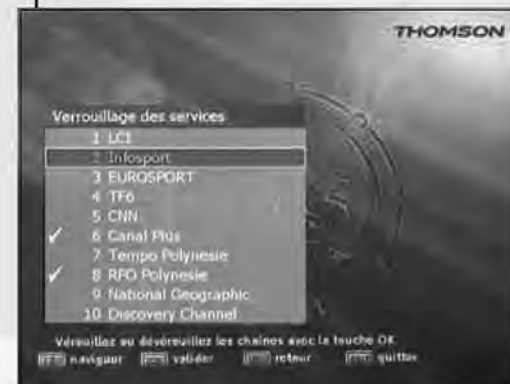 THOMSON
Verrouillage des services
1 LCI
2 Infosport
3 EUROSPORT
4 TF6
5 CNN
✓ 6 Canal Plus
7 Tempo Polynesie
✓ 8 RFO Polynesie
9 National Geographic
10 Discovery Channel
Vérouillez ou dévérouillez les chaînes avec la touche OK
naviguer valider retour quitter